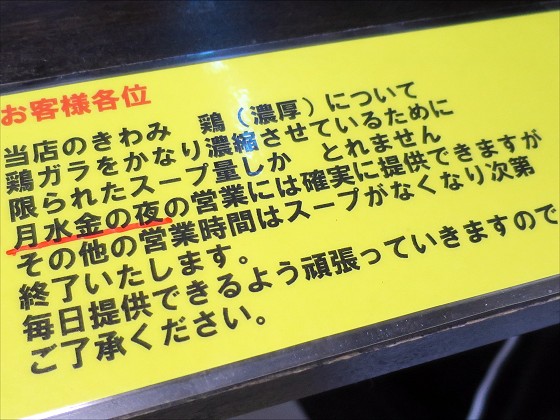 お客様各位
当店のきわみ 鶏(濃厚)について
鶏ガラをかなり濃縮させているために
限られたスープ量しか とれません
月水金の夜の営業には確実に提供できますが
その他の営業時間はスープがなくなり次第
終了いたします。
毎日提供できるよう頑張っていきますので
ご了承ください。